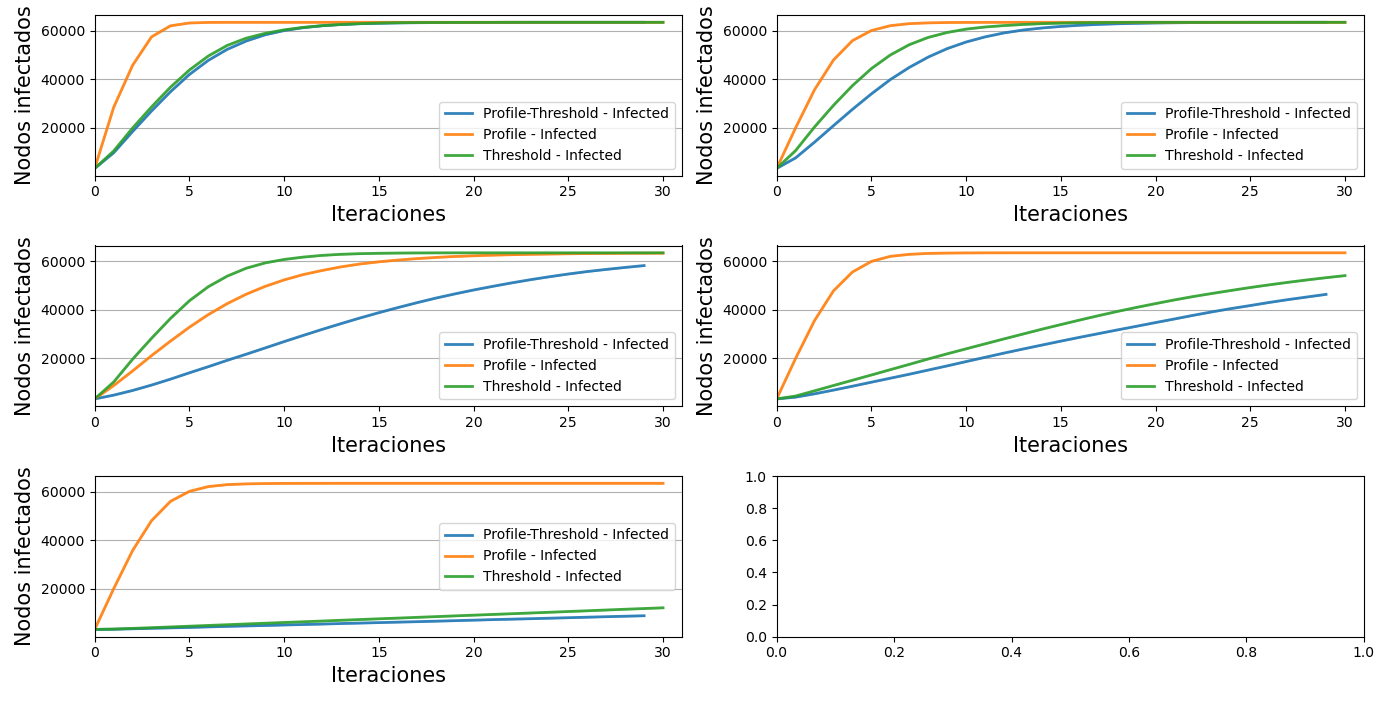 Nodos infectados
60000
40000
20000
Profile-Threshold - Infected
Profile - Infected
Threshold - Infected
0 5 10 15 20 25 30
Iteraciones
Nodos infectados
60000
40000
20000
Profile-Threshold - Infected
Profile - Infected
Threshold - Infected
0 5 10 15 20 25 30
Iteraciones
Nodos infectados
60000
40000
20000
Profile-Threshold - Infected
Profile - Infected
Threshold - Infected
0 5 10 15 20 25 30
Iteraciones
Nodos infectados
60000
40000
20000
Profile-Threshold - Infected
Profile - Infected
Threshold - Infected
0 5 10 15 20 25 30
Iteraciones
Nodos infectados
60000
40000
20000
0
Profile-Threshold - Infected
Profile - Infected
Threshold - Infected
0 5 10 15 20 25 30
Iteraciones
1.0
0.8
0.6
0.4
0.2
0.0
0.0 0.2 0.4 0.6 0.8 1.0